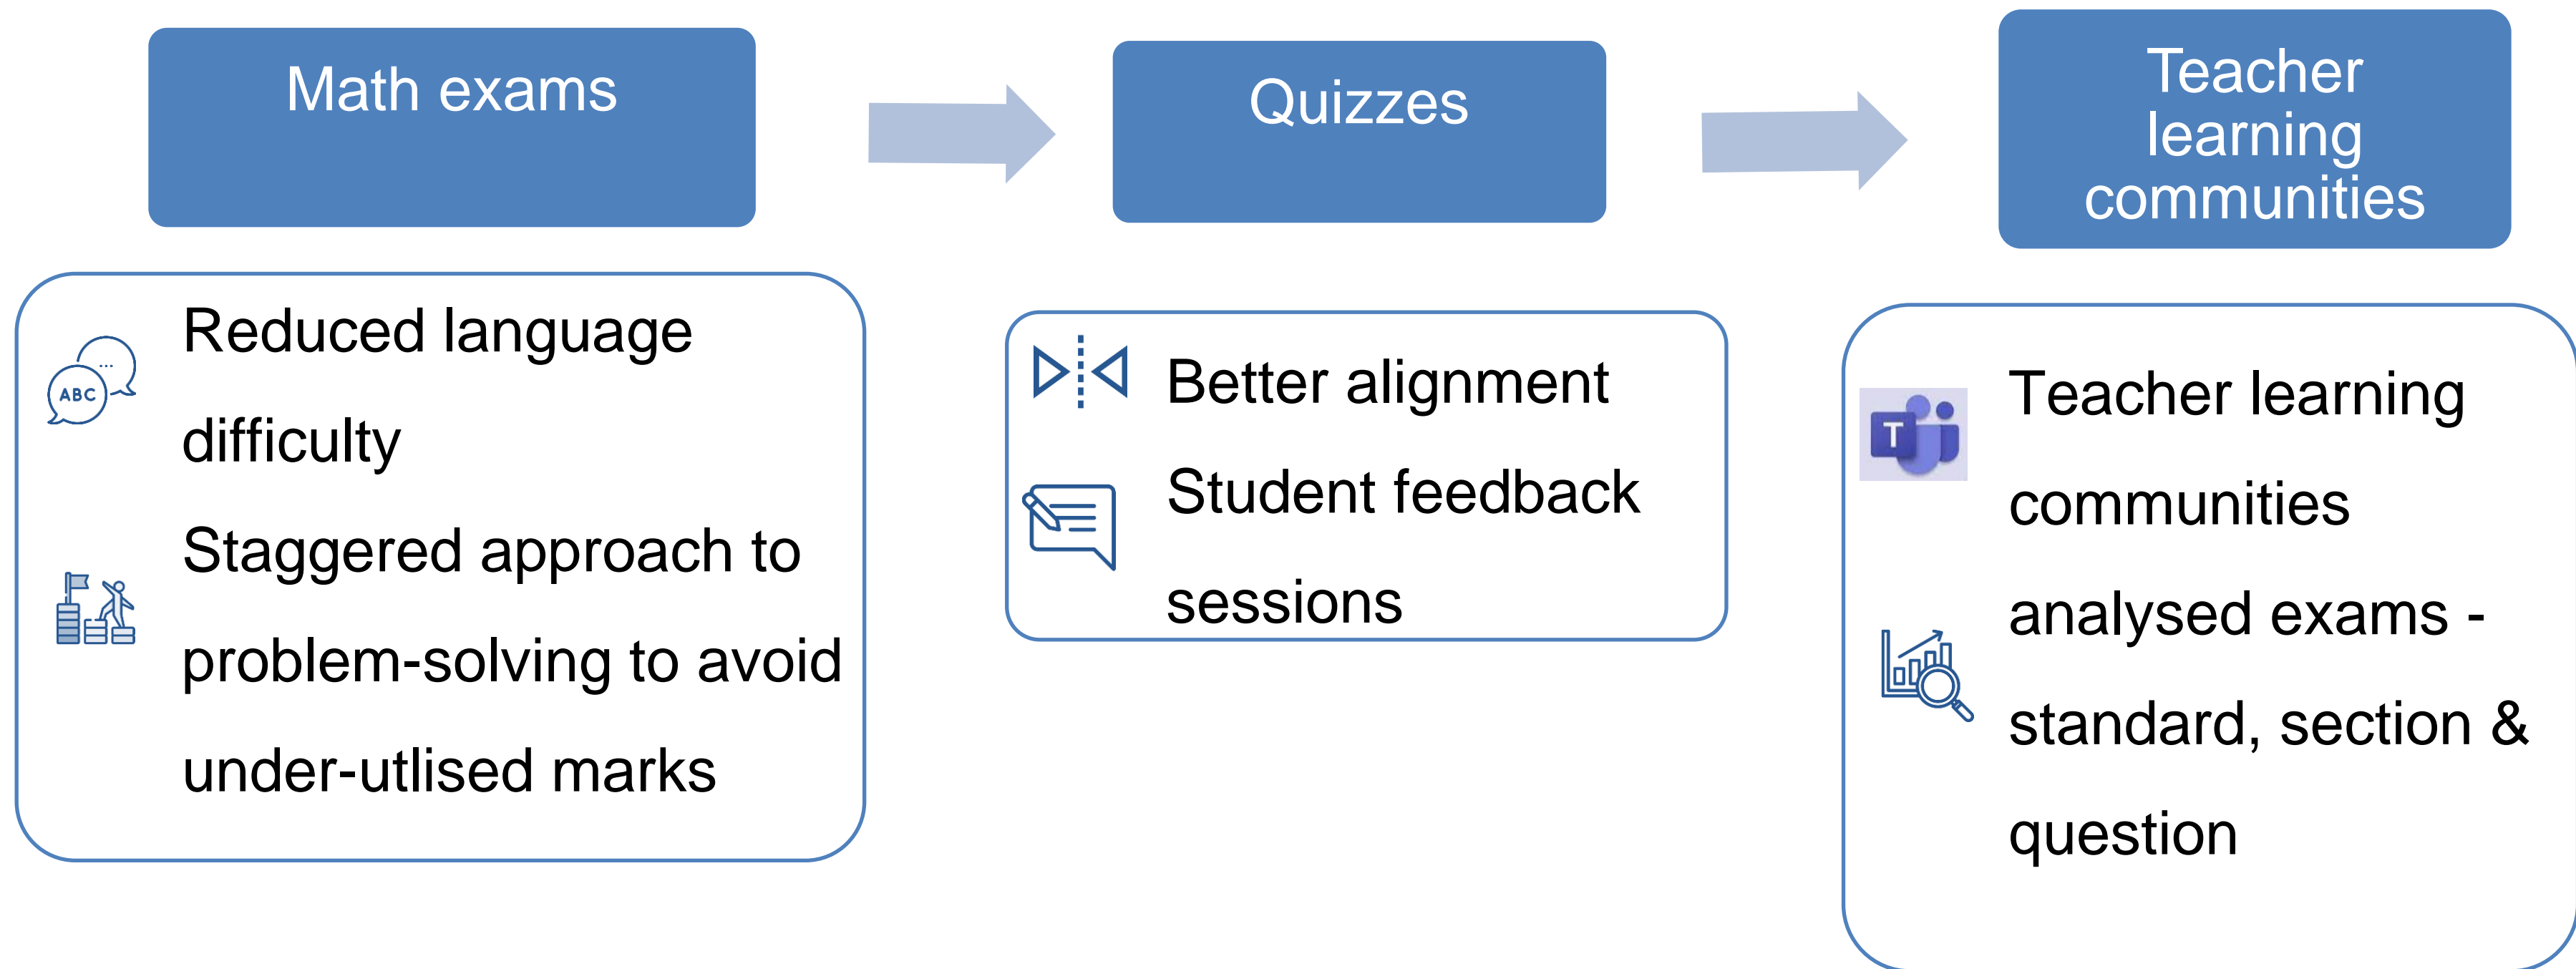 Math exams
Quizzes
Teacher
learning
communities
ABC
...
Reduced language
difficulty
Staggered approach to
problem-solving to avoid
under-utlised marks
Better alignment
Student feedback
sessions
T
Teacher learning
communities
analysed exams -
standard, section &
question